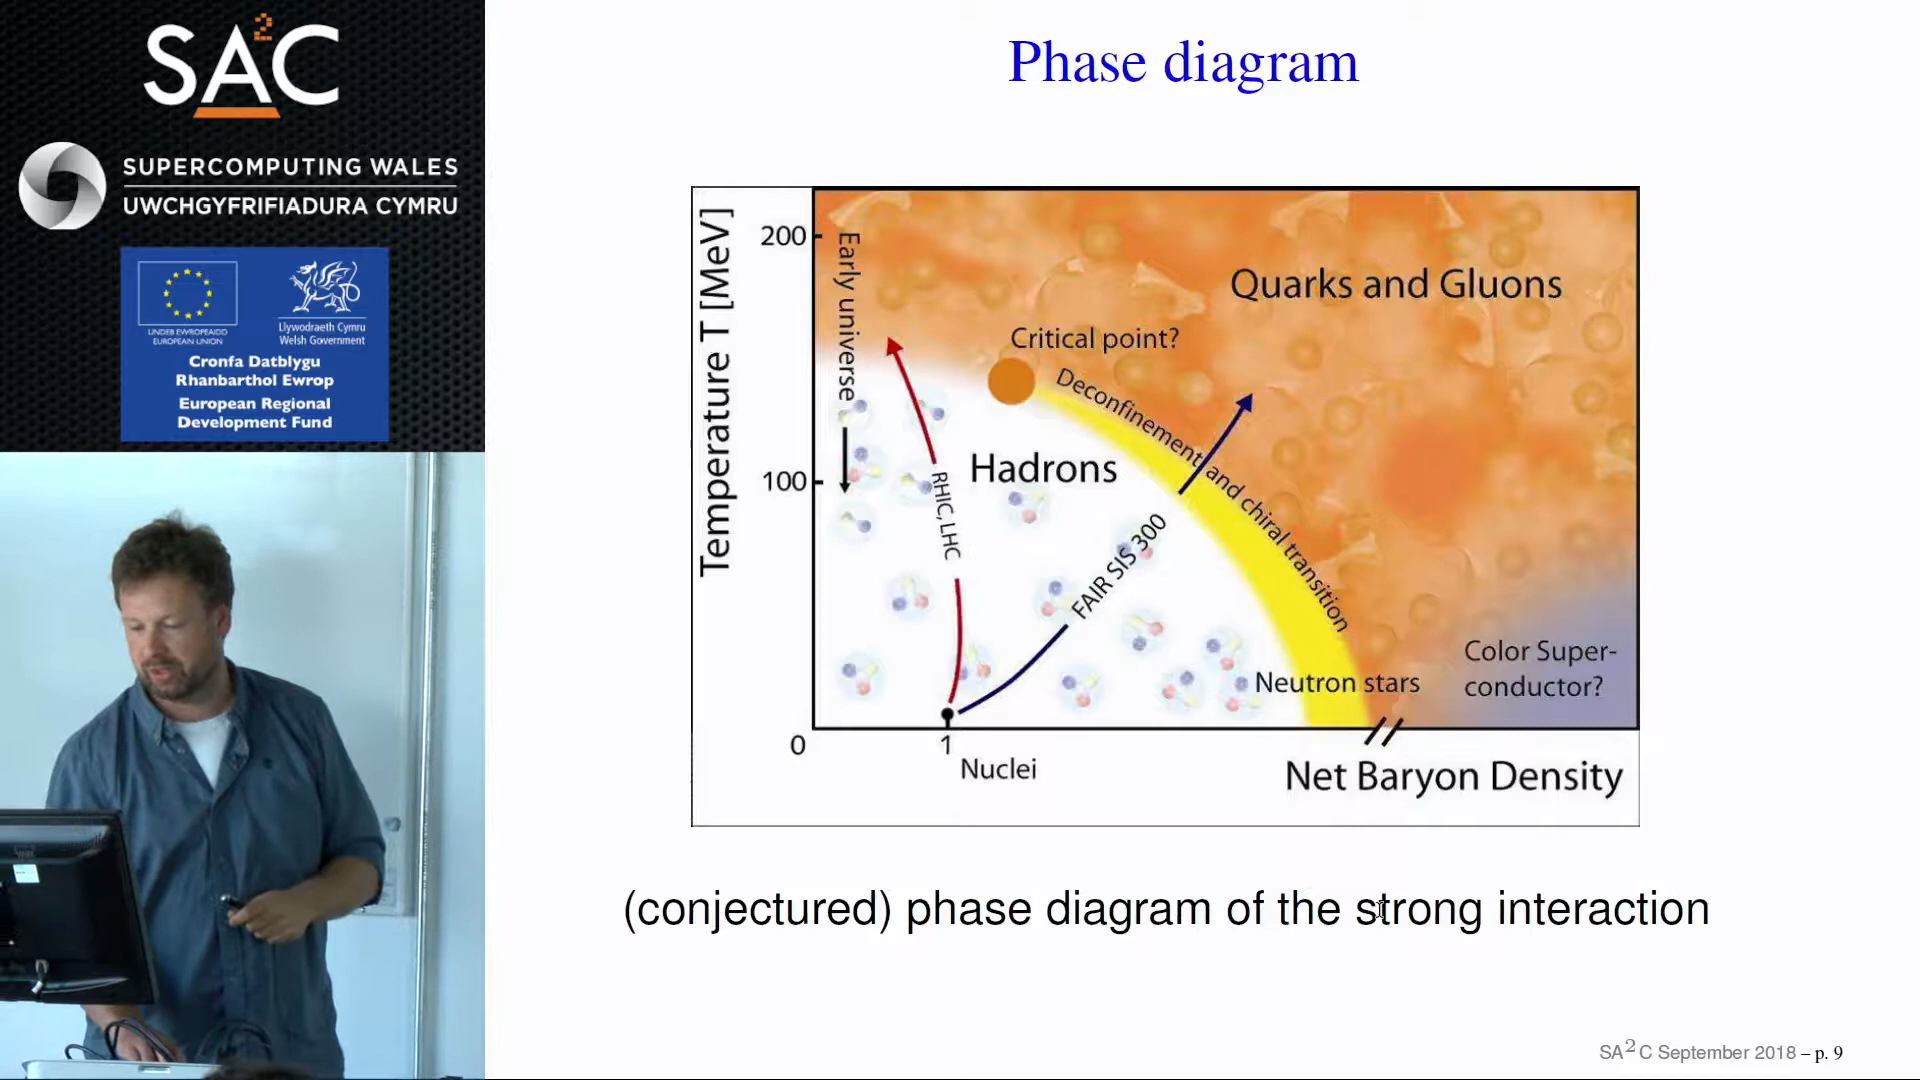 SA²C
SUPERCOMPUTING WALES
UWCHGYFRIFIADURA CYMRU
UNDEB EWROPEAIDD
EUROPEAN UNION
Llywodraeth Cymru
Welsh Government
Cronfa Datblygu
Rhanbarthol Ewrop
European Regional
Development Fund
Phase diagram
Temperature T [MeV]
200
100
0
Early universe
Quarks and Gluons
Critical point?
Deconfinement and chiral transition
Hadrons
RHIC, LHC
FAIR SIS 300
Neutron stars
Color Super-
conductor?
1
Nuclei
Net Baryon Density
(conjectured) phase diagram of the strong interaction
SA²C September 2018 – p. 9